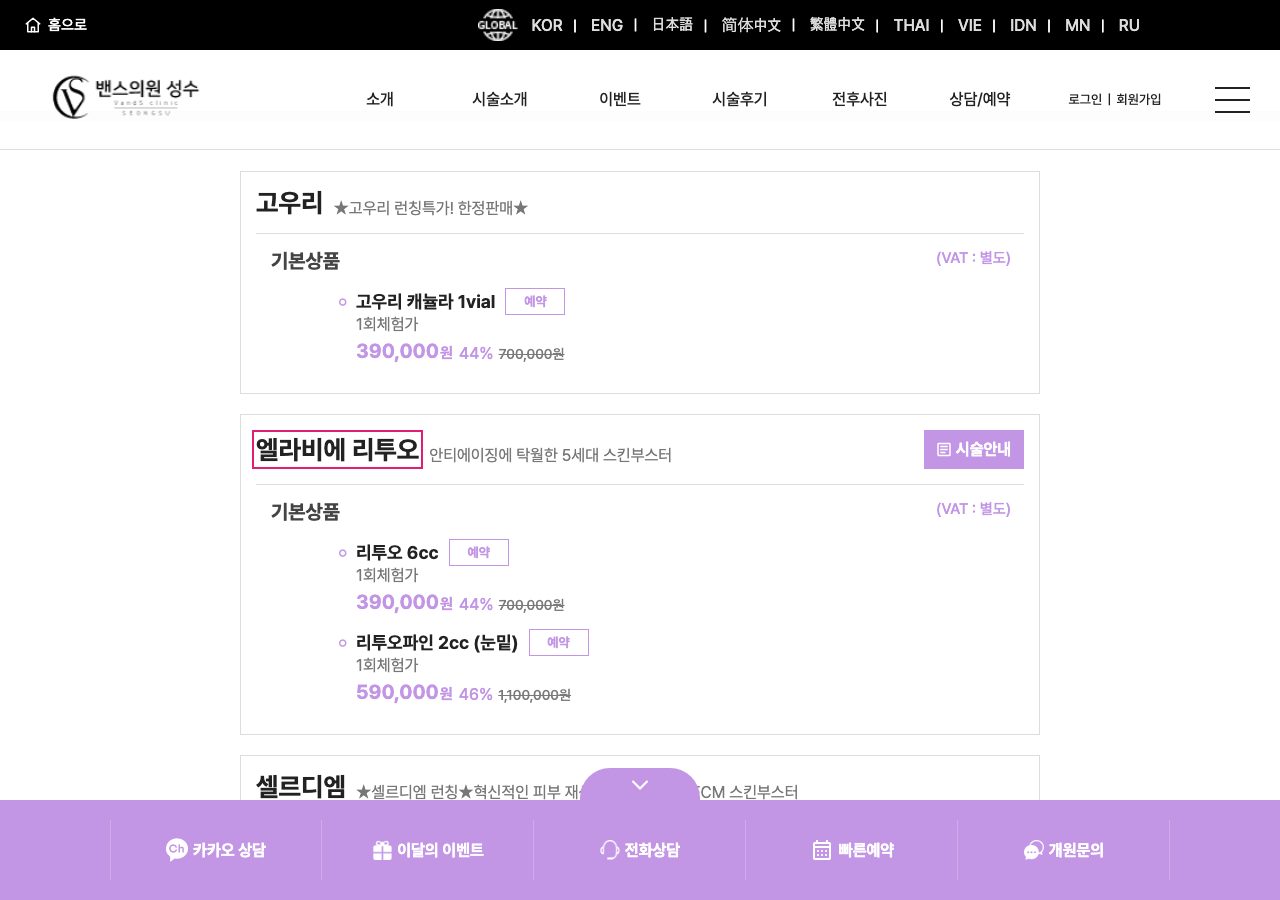 홈으로
GLOBAL KOR | ENG | 日本語 | 简体中文 | 繁體中文 | THAI | VIE | IDN | MN | RU
밴스의원 성수
VandS clinic
SEONGSU
소개 시술소개 이벤트 시술후기 전후사진 상담/예약 로그인 | 회원가입
고우리 ★고우리 런칭특가! 한정판매★
기본상품 (VAT : 별도)
고우리 캐뉼라 1vial 예약
1회체험가
390,000원 44% 700,000원
엘라비에 리투오 안티에이징에 탁월한 5세대 스킨부스터 시술안내
기본상품 (VAT : 별도)
리투오 6cc 예약
1회체험가
390,000원 44% 700,000원
리투오파인 2cc (눈밑) 예약
1회체험가
590,000원 46% 1,100,000원
셀르디엠 ★셀르디엠 런칭★혁신적인 피부 CM 스킨부스터
Ch 카카오 상담 이달의 이벤트 전화상담 빠른예약 개원문의